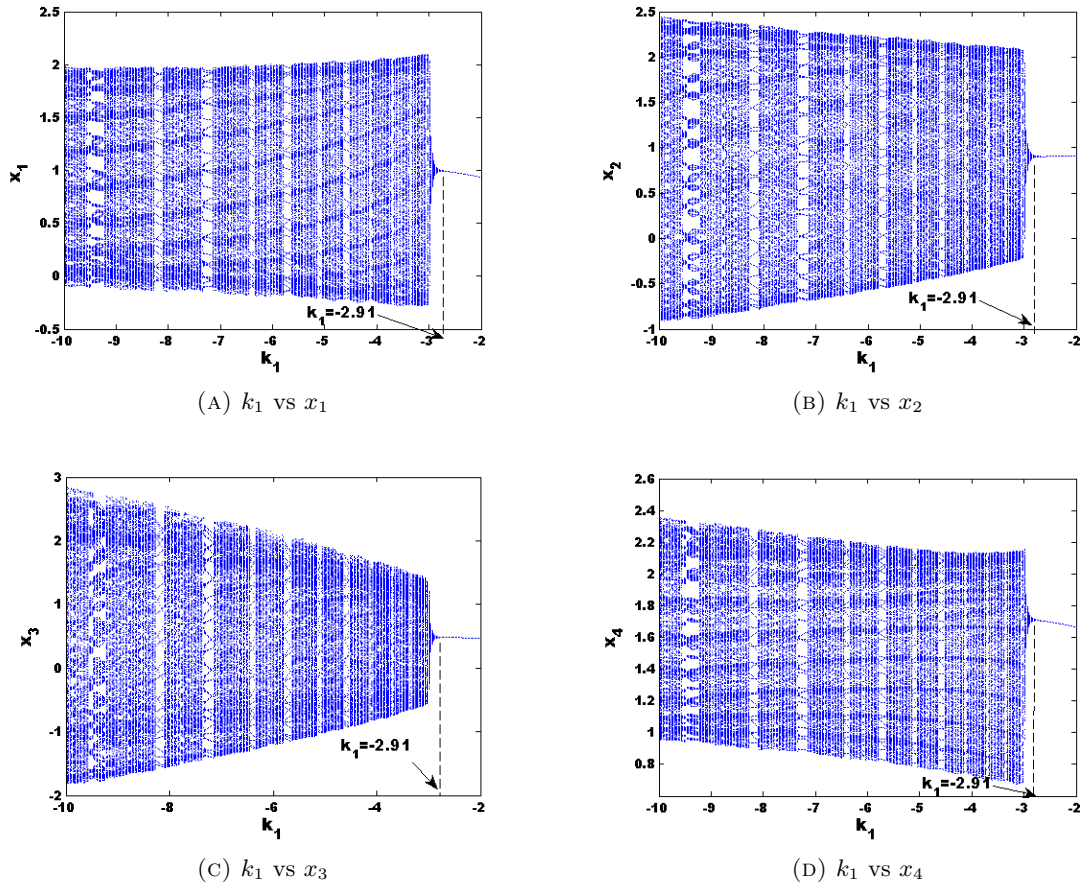 2.5
2
1.5
1
0.5
0
-0.5
x1
k1=-2.91
-10 -9 -8 -7 -6 -5 -4 -3 -2
k1
(A) k1 vs x1
2.5
2
1.5
1
0.5
0
-0.5
-1
x2
k1=-2.91
-10 -9 -8 -7 -6 -5 -4 -3 -2
k1
(B) k1 vs x2
3
2
1
0
-1
-2
x3
k1=-2.91
-10 -9 -8 -7 -6 -5 -4 -3 -2
k1
(C) k1 vs x3
2.6
2.4
2.2
2
1.8
1.6
1.4
1.2
1
0.8
x4
k1=-2.91
-10 -9 -8 -7 -6 -5 -4 -3 -2
k1
(D) k1 vs x4